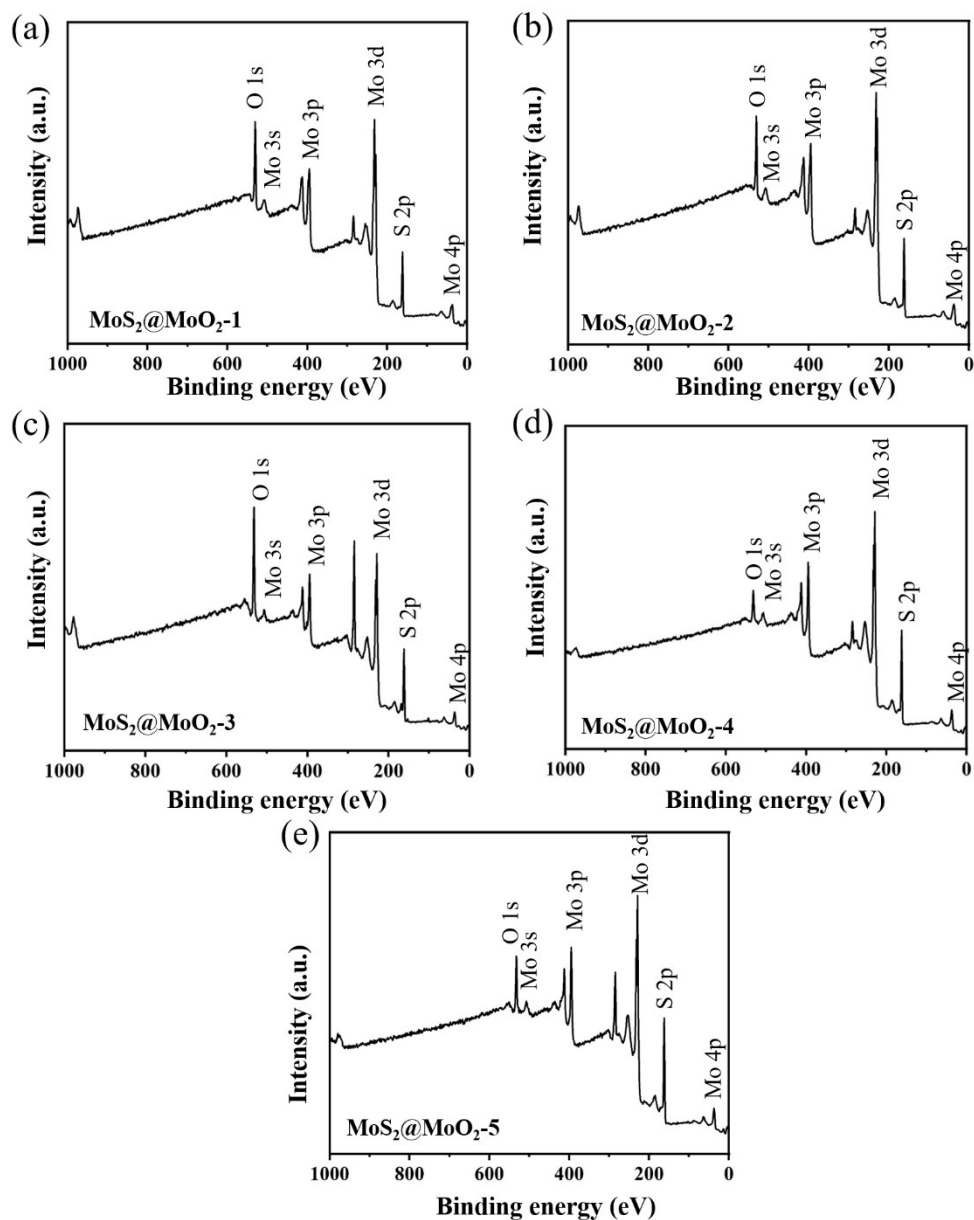 (a)
Intensity (a.u.)
O 1s
Mo 3s
Mo 3p
Mo 3d
S 2p
Mo 4p
MoS₂@MoO₂-1
1000 800 600 400 200 0
Binding energy (eV)
(b)
Intensity (a.u.)
O 1s
Mo 3s
Mo 3p
Mo 3d
S 2p
Mo 4p
MoS₂@MoO₂-2
1000 800 600 400 200 0
Binding energy (eV)
(c)
Intensity (a.u.)
O 1s
Mo 3s
Mo 3p
Mo 3d
S 2p
Mo 4p
MoS₂@MoO₂-3
1000 800 600 400 200 0
Binding energy (eV)
(d)
Intensity (a.u.)
O 1s
Mo 3s
Mo 3p
Mo 3d
S 2p
Mo 4p
MoS₂@MoO₂-4
1000 800 600 400 200 0
Binding energy (eV)
(e)
Intensity (a.u.)
O 1s
Mo 3s
Mo 3p
Mo 3d
S 2p
Mo 4p
MoS₂@MoO₂-5
1000 800 600 400 200 0
Binding energy (eV)